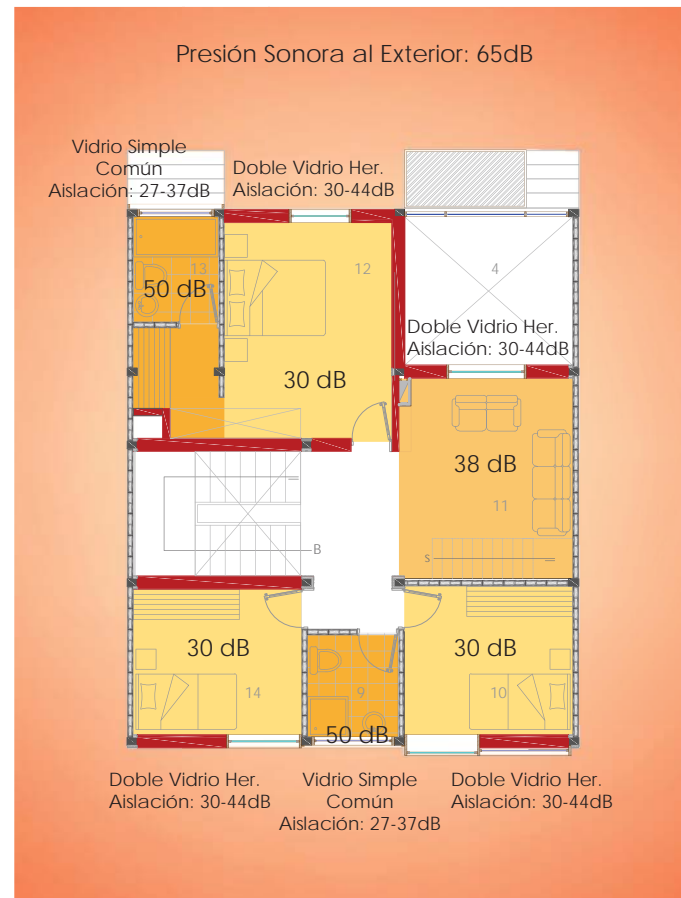 Presión Sonora al Exterior: 65dB
Vidrio Simple
Común
Aislación: 27-37dB
Doble Vidrio Her.
Aislación: 30-44dB
13
12
4
50 dB
Doble Vidrio Her.
Aislación: 30-44dB
30 dB
38 dB
11
B
S
30 dB
30 dB
14
9
10
50 dB
Doble Vidrio Her.
Aislación: 30-44dB
Vidrio Simple
Común
Aislación: 27-37dB
Doble Vidrio Her.
Aislación: 30-44dB